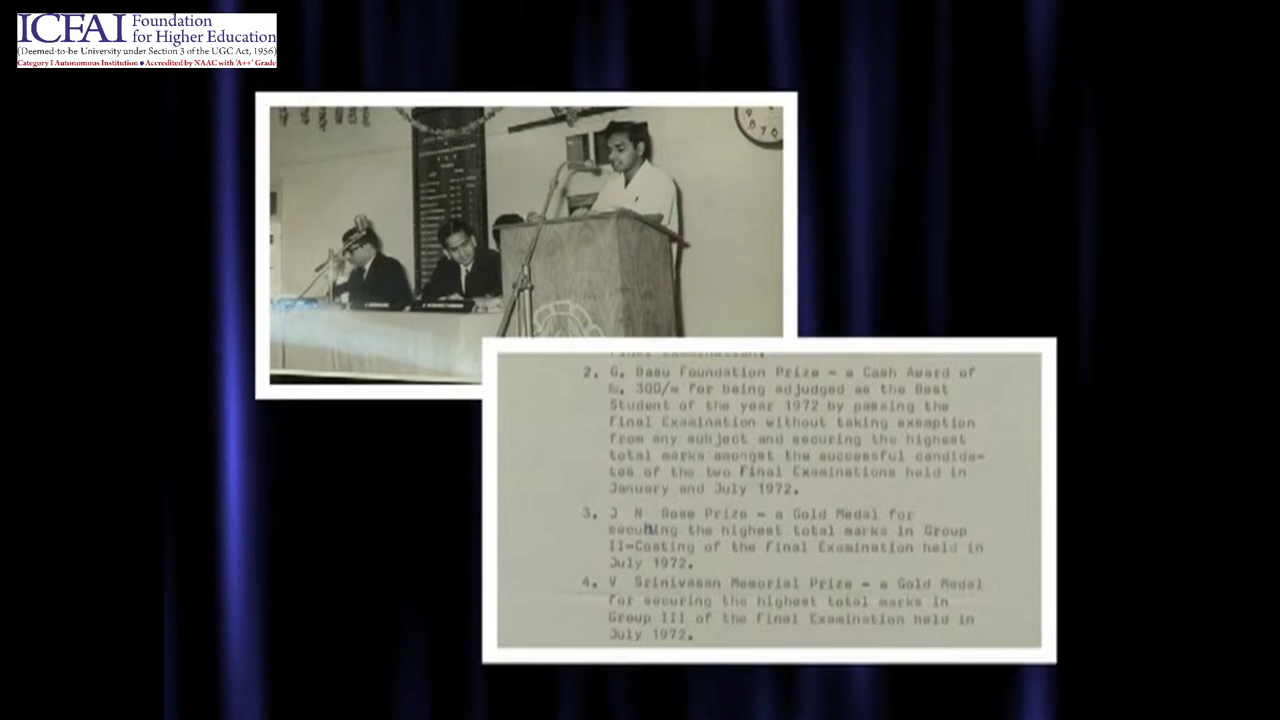 ICFAI Foundation
for Higher Education
(Deemed-to-be University under Section 3 of the UGC Act, 1956)
Category I Autonomous Institution ● Accredited by NAAC with 'A++' Grade
Final Examination.
2. G. Basu Foundation Prize - a Cash Award of
Rs. 300/= for being adjudged as the Best
Student of the year 1972 by passing the
Final Examination without taking exemption
from any subject and securing the highest
total marks amongst the successful candida-
tes of the two Final Examinations held in
January and July 1972.
3. J N Bose Prize - a Gold Medal for
securing the highest total marks in Group
II-Costing of the Final Examination held in
July 1972.
4. V Srinivasan Memorial Prize - a Gold Medal
for securing the highest total marks in
Group III of the Final Examination held in
July 1972.